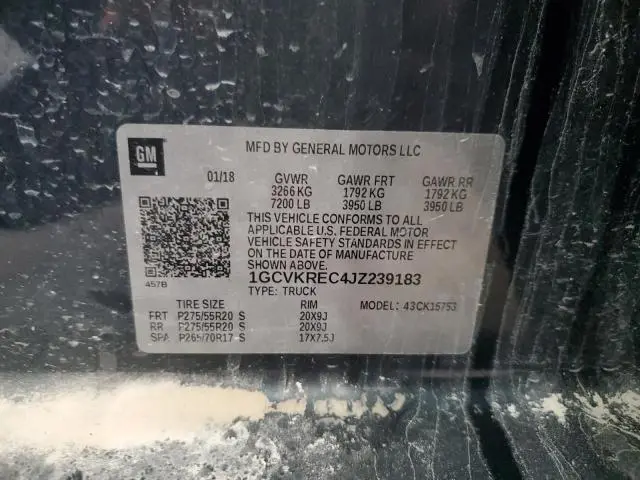 GM
MFD BY GENERAL MOTORS LLC
01/18 GVWR GAWR FRT GAWR RR
3266 KG 1792 KG 1792 KG
7200 LB 3950 LB 3950 LB
THIS VEHICLE CONFORMS TO ALL
APPLICABLE U.S. FEDERAL MOTOR
VEHICLE SAFETY STANDARDS IN EFFECT
ON THE DATE OF MANUFACTURE
SHOWN ABOVE.
457B
1GCVKREC4JZ239183
TYPE: TRUCK
MODEL: 43CK15753
TIRE SIZE RIM
FRT P275/55R20 S 20X9J
RR P275/55R20 S 20X9J
SPA P265/70R17 S 17X7.5J